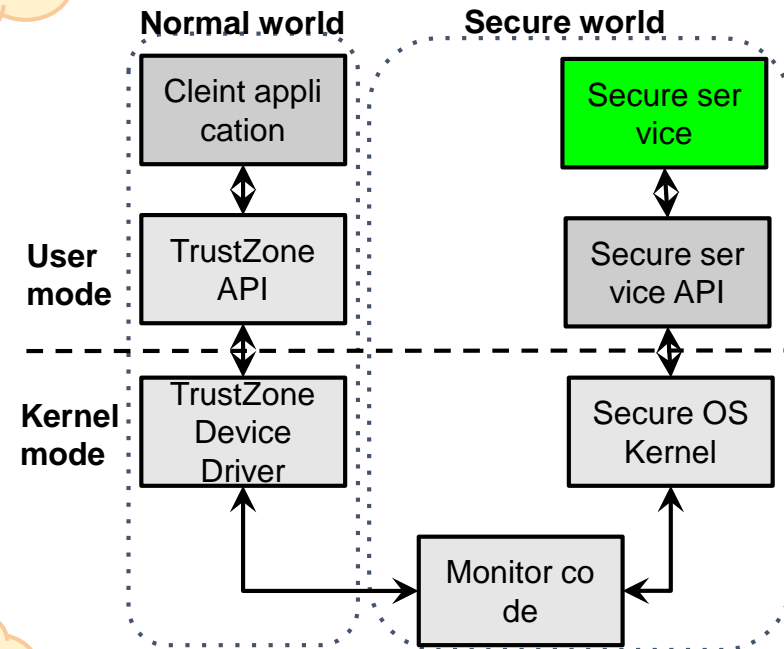 Normal world
Secure world
Cleint appli
cation
Secure ser
vice
User
mode
TrustZone
API
Secure ser
vice API
Kernel
mode
TrustZone
Device
Driver
Secure OS
Kernel
Monitor co
de